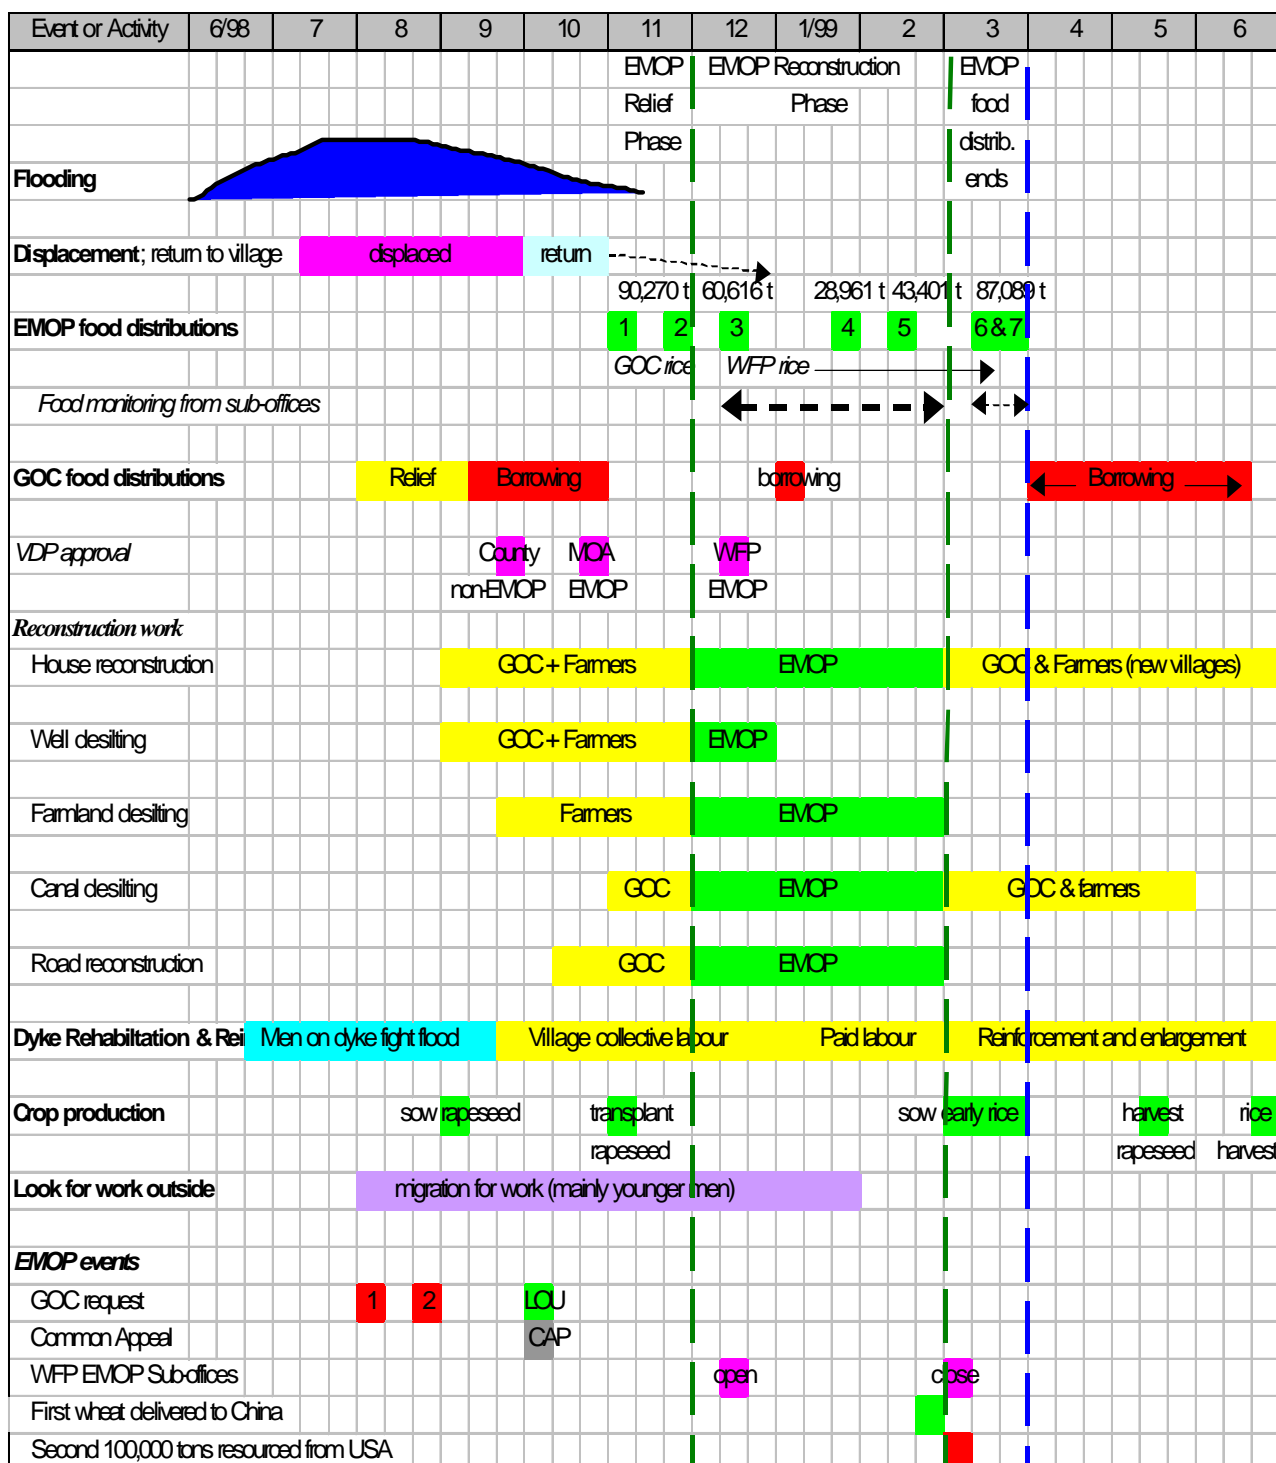 Event or Activity 6/98 7 8 9 10 11 12 1/99 2 3 4 5 6
EMOP EMOP Reconstruction EMOP
Relief Phase food
Phase distrib.
Flooding ends
Displacement; return to village displaced return
90,270 t 60,616 t 28,961 t 43,401 t 87,089 t
EMOP food distributions 1 2 3 4 5 6 & 7
GOC rice WFP rice
Food monitoring from sub-offices
GOC food distributions Relief Borrowing borrowing Borrowing
VDP approval County MOA WFP
non-EMOP EMOP EMOP
Reconstruction work
House reconstruction GOC + Farmers EMOP GOC & Farmers (new villages)
Well desilting GOC + Farmers EMOP
Farmland desilting Farmers EMOP
Canal desilting GOC EMOP GOC & farmers
Road reconstruction GOC EMOP
Dyke Rehabiltation & Rei Men on dyke fight flood Village collective labour Paid labour Reinforcement and enlargement
Crop production sow rapeseed transplant sow early rice harvest rice
rapeseed rapeseed harvest
Look for work outside migration for work (mainly younger men)
EMOP events
GOC request 1 2 LOU
Common Appeal CAP
WFP EMOP Sub-offices open close
First wheat delivered to China
Second 100,000 tons resourced from USA